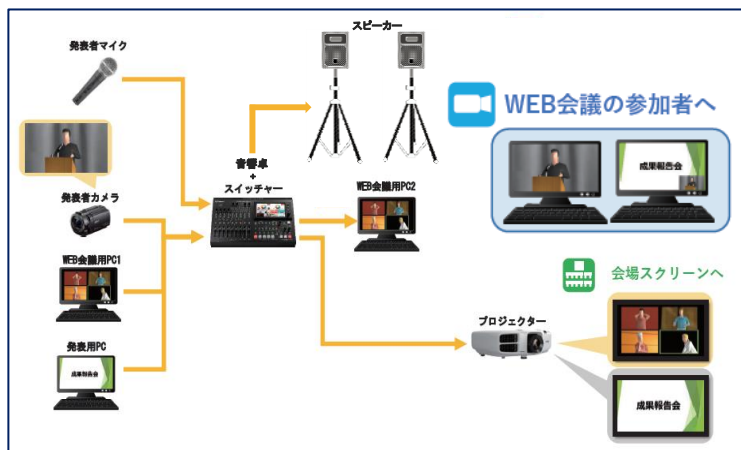 スピーカー
発表者マイク
WEB会議の参加者へ
成果報告会
音響卓
+
スイッチャー
発表者カメラ
WEB会議用PC2
WEB会議用PC1
会場スクリーンへ
プロジェクター
発表用PC
成果報告会
成果報告会